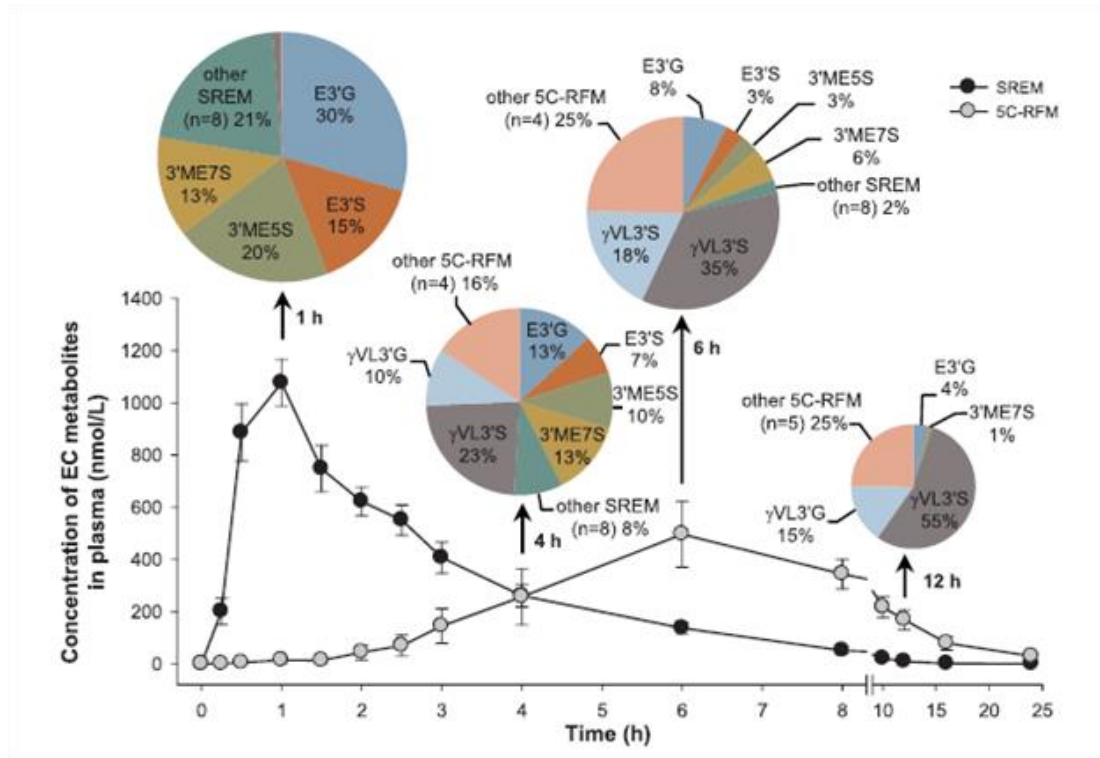 other
SREM
(n=8) 21%
E3'G
30%
3'ME7S
13%
E3'S
15%
3'ME5S
20%
1 h
E3'G
8%
E3'S
3%
3'ME5S
3%
other 5C-RFM
(n=4) 25%
3'ME7S
6%
other SREM
(n=8) 2%
γVL3'S
18%
γVL3'S
35%
6 h
SREM
5C-RFM
other 5C-RFM
(n=4) 16%
E3'G
13%
E3'S
7%
γVL3'G
10%
3'ME5S
10%
γVL3'S
23%
3'ME7S
13%
other SREM
(n=8) 8%
4 h
E3'G
4%
other 5C-RFM
(n=5) 25%
3'ME7S
1%
γVL3'S
55%
γVL3'G
15%
12 h
Concentration of EC metabolites
in plasma (nmol/L)
1400
1200
1000
800
600
400
200
0
0 1 2 3 4 5 6 7 8 10 15 20 25
Time (h)